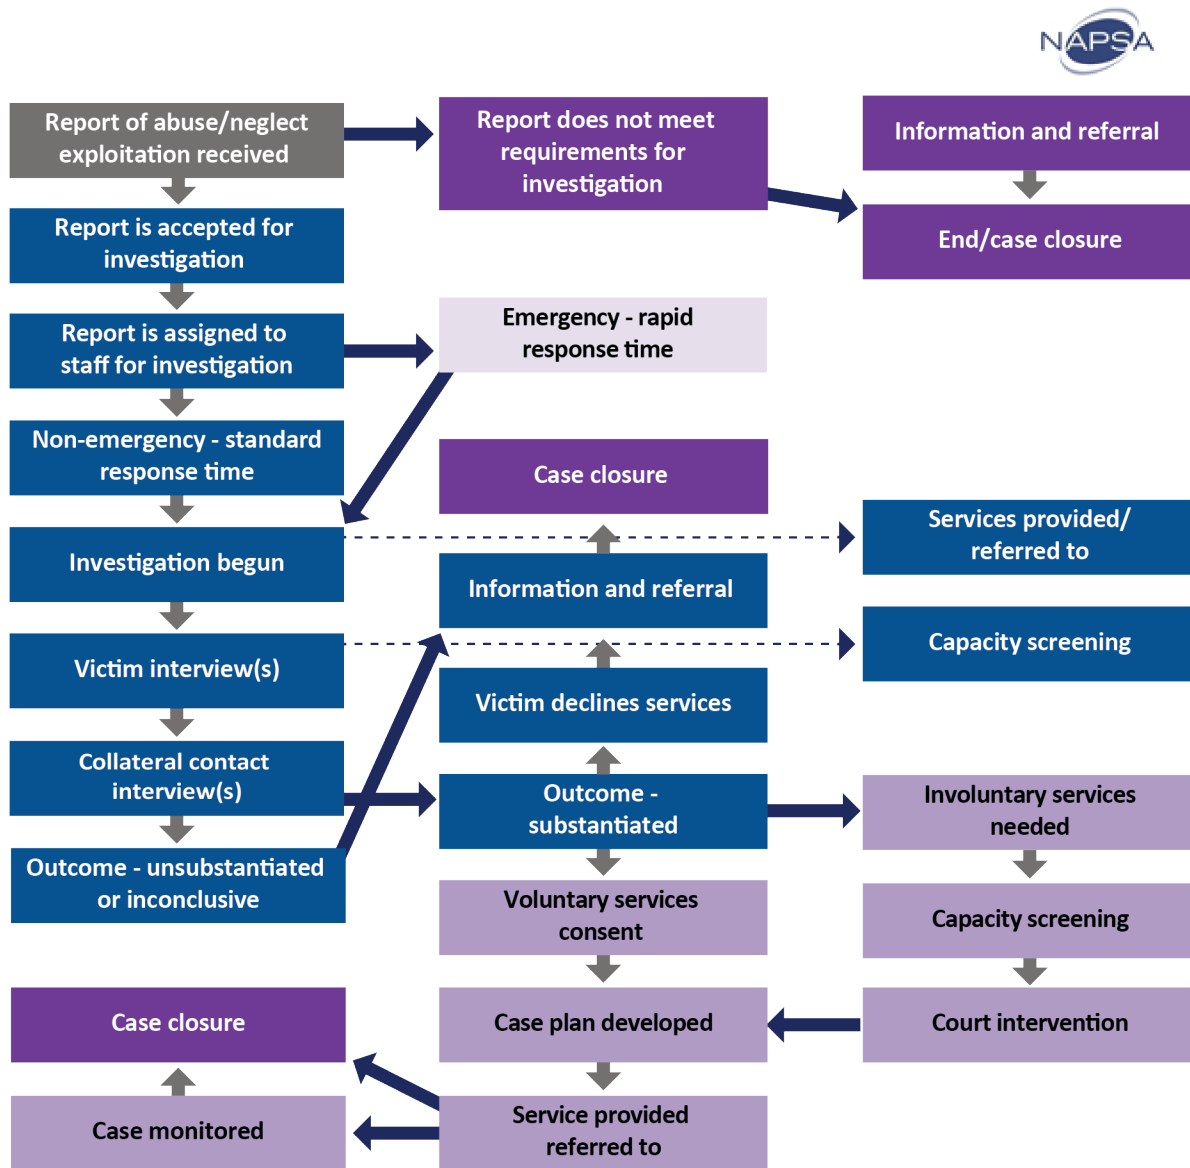 NAPSA
Report of abuse/neglect
exploitation received
Report does not meet
requirements for
investigation
Information and referral
End/case closure
Report is accepted for
investigation
Report is assigned to
staff for investigation
Emergency - rapid
response time
Non-emergency - standard
response time
Case closure
Services provided/
referred to
Investigation begun
Information and referral
Capacity screening
Victim interview(s)
Victim declines services
Collateral contact
interview(s)
Outcome -
substantiated
Involuntary services
needed
Outcome - unsubstantiated
or inconclusive
Voluntary services
consent
Capacity screening
Case closure
Case plan developed
Court intervention
Case monitored
Service provided
referred to